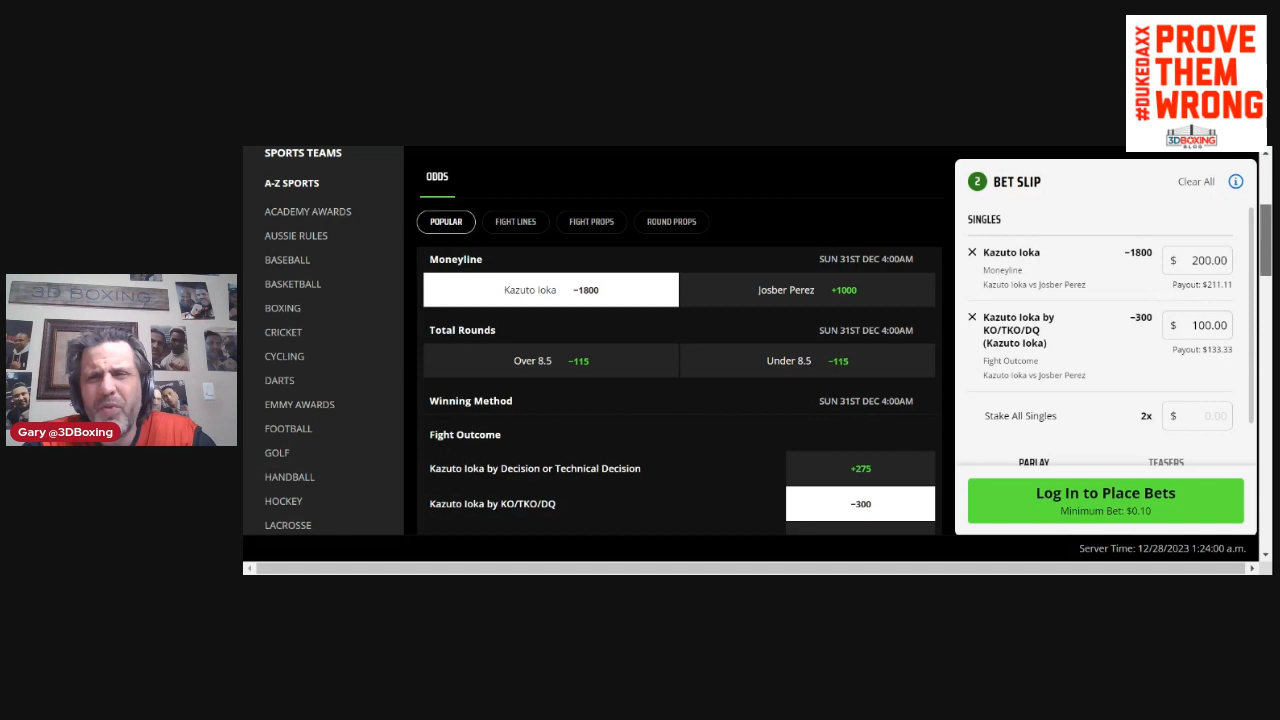 #DUKEDAXX
PROVE
THEM
WRONG
3DBOXING
BLOG
SPORTS TEAMS
A-Z SPORTS
ACADEMY AWARDS
AUSSIE RULES
BASEBALL
BASKETBALL
BOXING
CRICKET
CYCLING
DARTS
EMMY AWARDS
FOOTBALL
GOLF
HANDBALL
HOCKEY
LACROSSE
ODDS
POPULAR FIGHT LINES FIGHT PROPS ROUND PROPS
Moneyline SUN 31ST DEC 4:00AM
Kazuto Ioka −1800 Josber Perez +1000
Total Rounds SUN 31ST DEC 4:00AM
Over 8.5 −115 Under 8.5 −115
Winning Method SUN 31ST DEC 4:00AM
Fight Outcome
Kazuto Ioka by Decision or Technical Decision +275
Kazuto Ioka by KO/TKO/DQ −300
2 BET SLIP Clear All
SINGLES
Kazuto Ioka −1800 $ 200.00
Moneyline
Kazuto Ioka vs Josber Perez Payout: $211.11
Kazuto Ioka by −300 $ 100.00
KO/TKO/DQ
(Kazuto Ioka) Payout: $133.33
Fight Outcome
Kazuto Ioka vs Josber Perez
Stake All Singles 2x $ 0.00
PARLAY TEASERS
Log In to Place Bets
Minimum Bet: $0.10
Server Time: 12/28/2023 1:24:00 a.m.
3D BOXING
Gary @3DBoxing